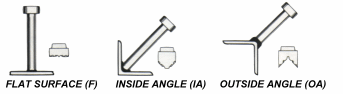 FLAT SURFACE (F) INSIDE ANGLE (IA) OUTSIDE ANGLE (OA)